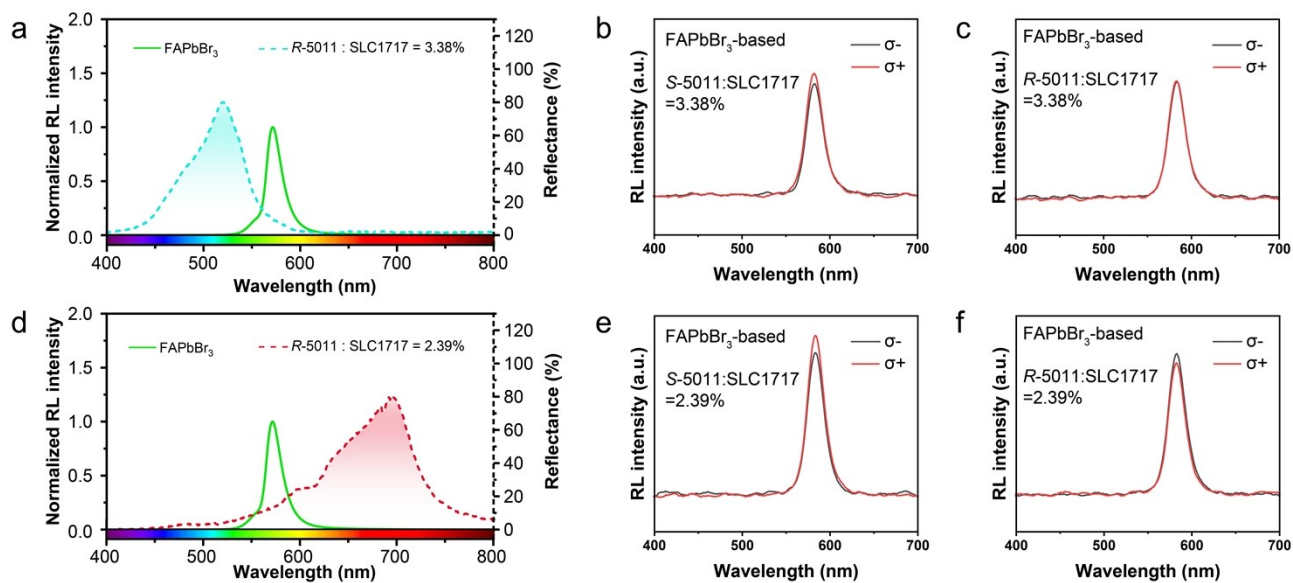 a
FAPbBr₃
R-5011 : SLC1717 = 3.38%
Normalized RL intensity
2.0
1.5
1.0
0.5
0.0
Reflectance (%)
120
100
80
60
40
20
0
400 500 600 700 800
Wavelength (nm)
b
FAPbBr₃-based
S-5011:SLC1717
=3.38%
σ-
σ+
RL intensity (a.u.)
400 500 600 700
Wavelength (nm)
c
FAPbBr₃-based
R-5011:SLC1717
=3.38%
σ-
σ+
RL intensity (a.u.)
400 500 600 700
Wavelength (nm)
d
FAPbBr₃
R-5011 : SLC1717 = 2.39%
Normalized RL intensity
2.0
1.5
1.0
0.5
0.0
Reflectance (%)
120
100
80
60
40
20
0
400 500 600 700 800
Wavelength (nm)
e
FAPbBr₃-based
S-5011:SLC1717
=2.39%
σ-
σ+
RL intensity (a.u.)
400 500 600 700
Wavelength (nm)
f
FAPbBr₃-based
R-5011:SLC1717
=2.39%
σ-
σ+
RL intensity (a.u.)
400 500 600 700
Wavelength (nm)